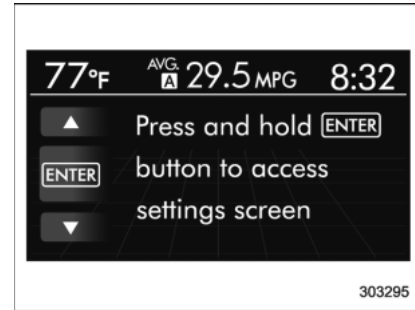 77°F AVG. A 29.5 MPG 8:32
▲
Press and hold ENTER
ENTER
button to access
▼
settings screen
303295